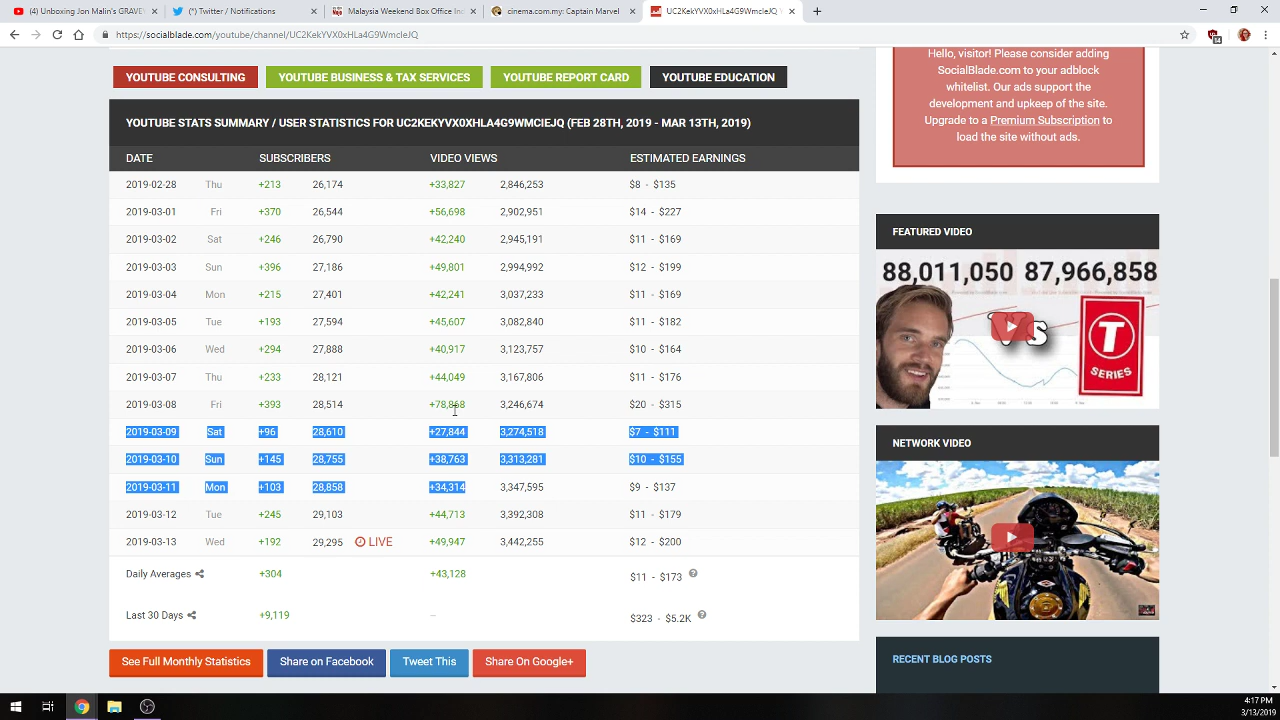 (4) Unboxing Jon Malin's GRAVE
(*) Twitter / Notifications
Malaysia Weekend Box Office Ind
cinema.com.my: Captain Marvel
UC2KekYVX0xHLa4G9WmcIeJQ
https://socialblade.com/youtube/channel/UC2KekYVX0xHLa4G9WmcIeJQ
YOUTUBE CONSULTING YOUTUBE BUSINESS & TAX SERVICES YOUTUBE REPORT CARD YOUTUBE EDUCATION
YOUTUBE STATS SUMMARY / USER STATISTICS FOR UC2KEKYVX0XHLA4G9WMCIEJQ (FEB 28TH, 2019 - MAR 13TH, 2019)
DATE SUBSCRIBERS VIDEO VIEWS ESTIMATED EARNINGS
2019-02-28 Thu +213 26,174 +33,827 2,846,253 $8 - $135
2019-03-01 Fri +370 26,544 +56,698 2,902,951 $14 - $227
2019-03-02 Sat +246 26,790 +42,240 2,945,191 $11 - $169
2019-03-03 Sun +396 27,186 +49,801 2,994,992 $12 - $199
2019-03-04 Mon +215 27,401 +42,241 3,037,233 $11 - $169
2019-03-05 Tue +193 27,594 +45,607 3,082,840 $11 - $182
2019-03-06 Wed +294 27,888 +40,917 3,123,757 $10 - $164
2019-03-07 Thu +233 28,121 +44,049 3,167,806 $11 - $176
2019-03-08 Fri +393 28,514 +78,868 3,246,674 $20 - $315
2019-03-09 Sat +96 28,610 +27,844 3,274,518 $7 - $111
2019-03-10 Sun +145 28,755 +38,763 3,313,281 $10 - $155
2019-03-11 Mon +103 28,858 +34,314 3,347,595 $9 - $137
2019-03-12 Tue +245 29,103 +44,713 3,392,308 $11 - $179
2019-03-13 Wed +192 29,295 LIVE +49,947 3,442,255 $12 - $200
Daily Averages +304 +43,128 $11 - $173
Last 30 Days +9,119 -- $323 - $5.2K
See Full Monthly Statistics Share on Facebook Tweet This Share On Google+
Hello, visitor! Please consider adding
SocialBlade.com to your adblock
whitelist. Our ads support the
development and upkeep of the site.
Upgrade to a Premium Subscription to
load the site without ads.
FEATURED VIDEO
88,011,050 87,966,858
Vs
T
SERIES
NETWORK VIDEO
RECENT BLOG POSTS
4:17 PM
3/13/2019